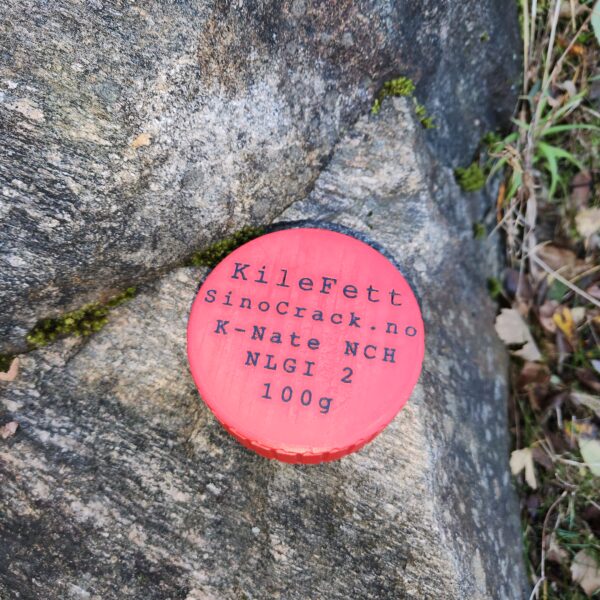 KileFett
SinoCrack.no
K-Nate NCH
NLGI 2
100g